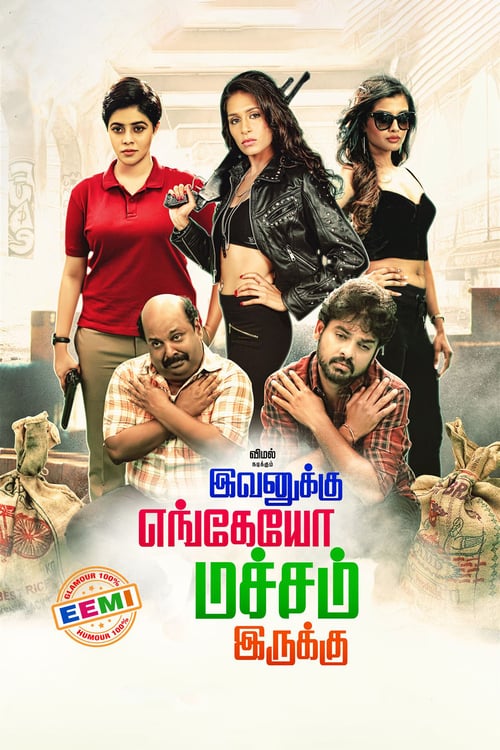 விமல்
நடிக்கும்
இவனுக்கு
எங்கேயோ
மச்சம்
இருக்கு
GLAMOUR 100%
EEMI
HUMOUR 100%